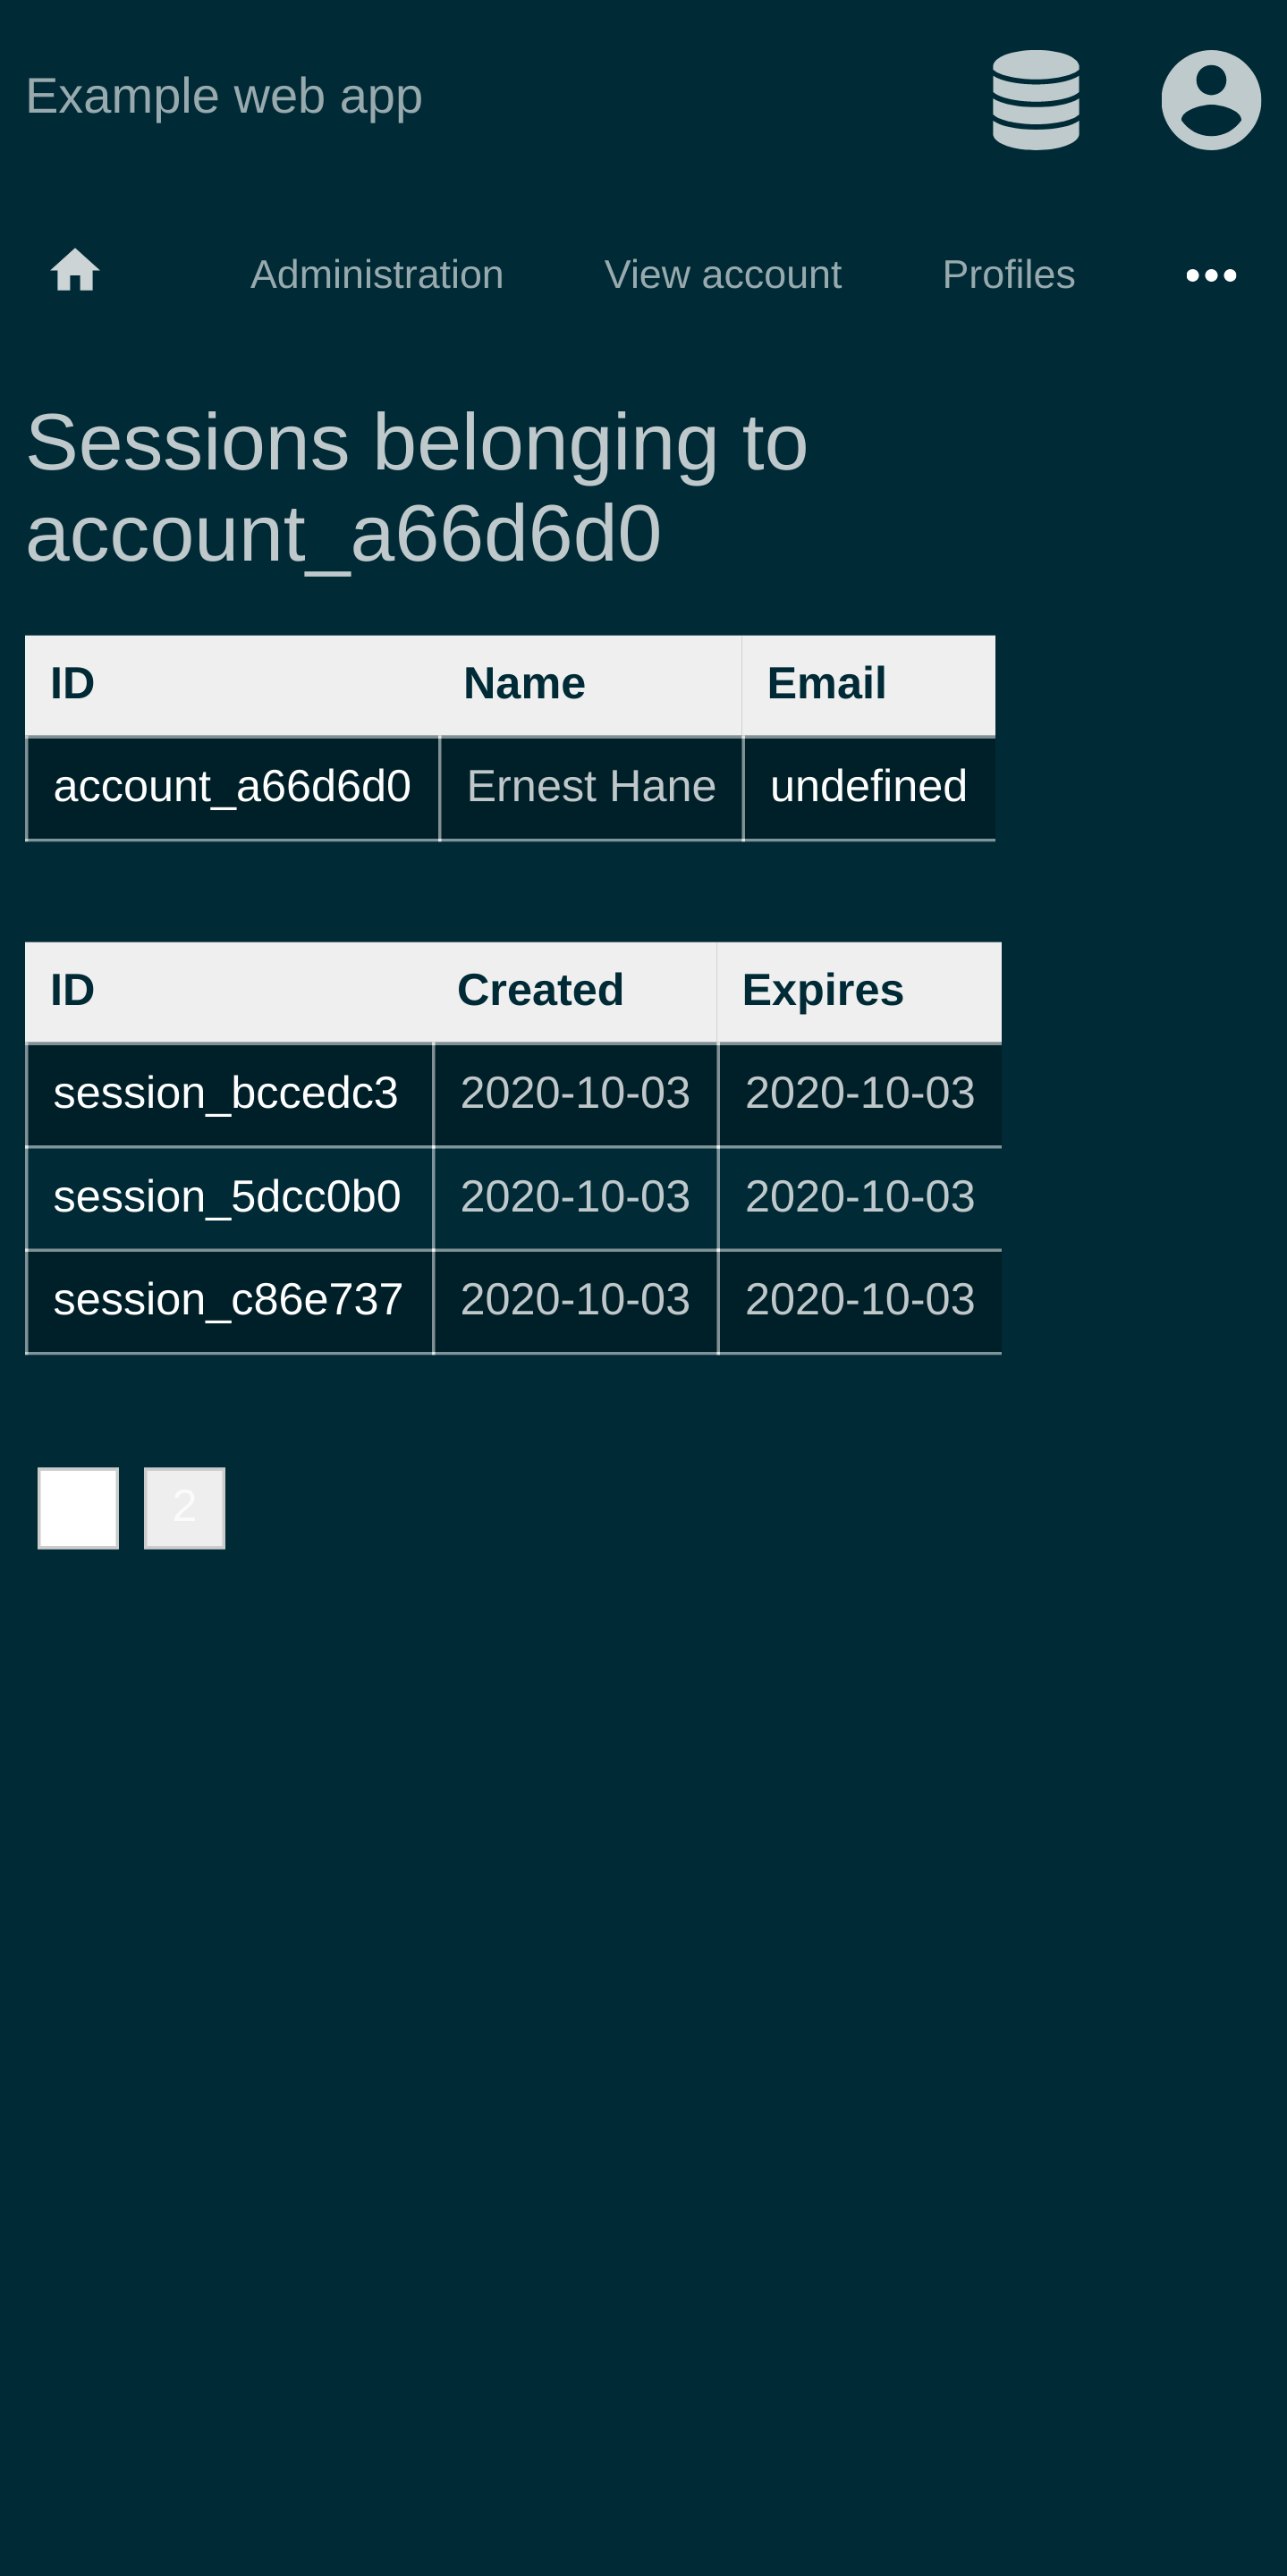 Example web app
Administration View account Profiles
Sessions belonging to
account_a66d6d0
ID Name Email
account_a66d6d0 Ernest Hane undefined
ID Created Expires
session_bccedc3 2020-10-03 2020-10-03
session_5dcc0b0 2020-10-03 2020-10-03
session_c86e737 2020-10-03 2020-10-03
2